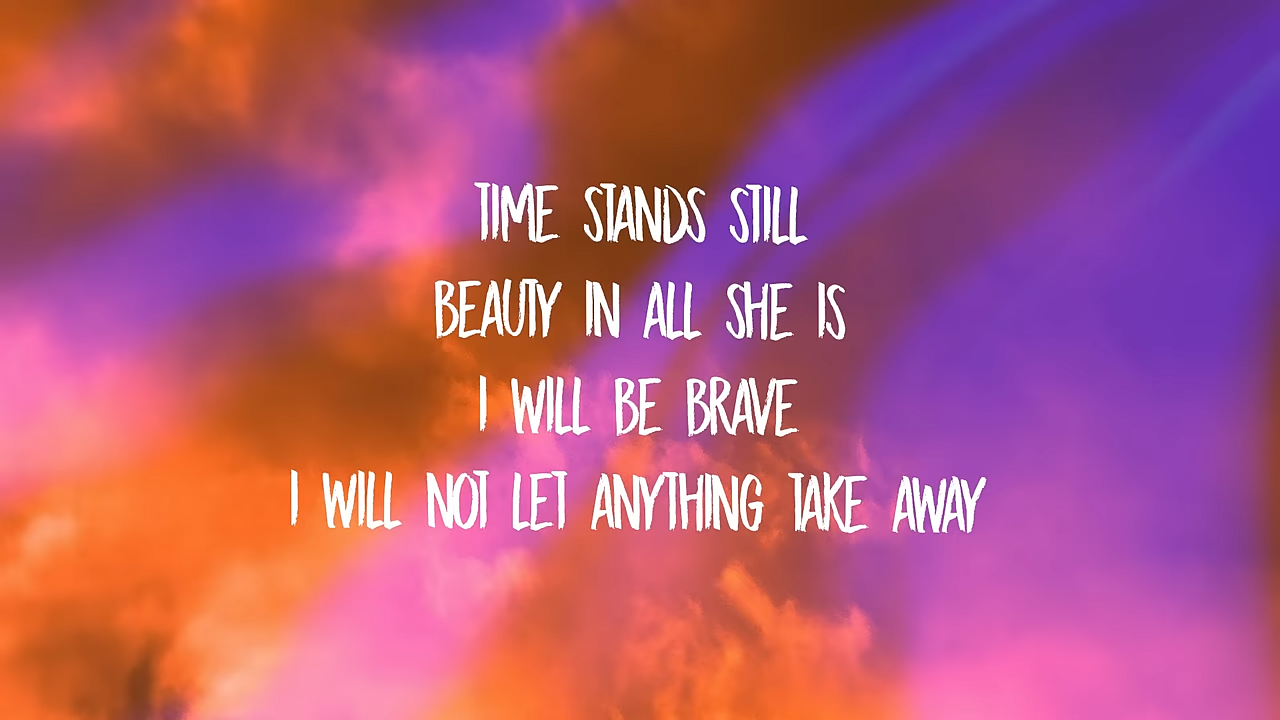 TIME STANDS STILL
BEAUTY IN ALL SHE IS
I WILL BE BRAVE
I WILL NOT LET ANYTHING TAKE AWAY